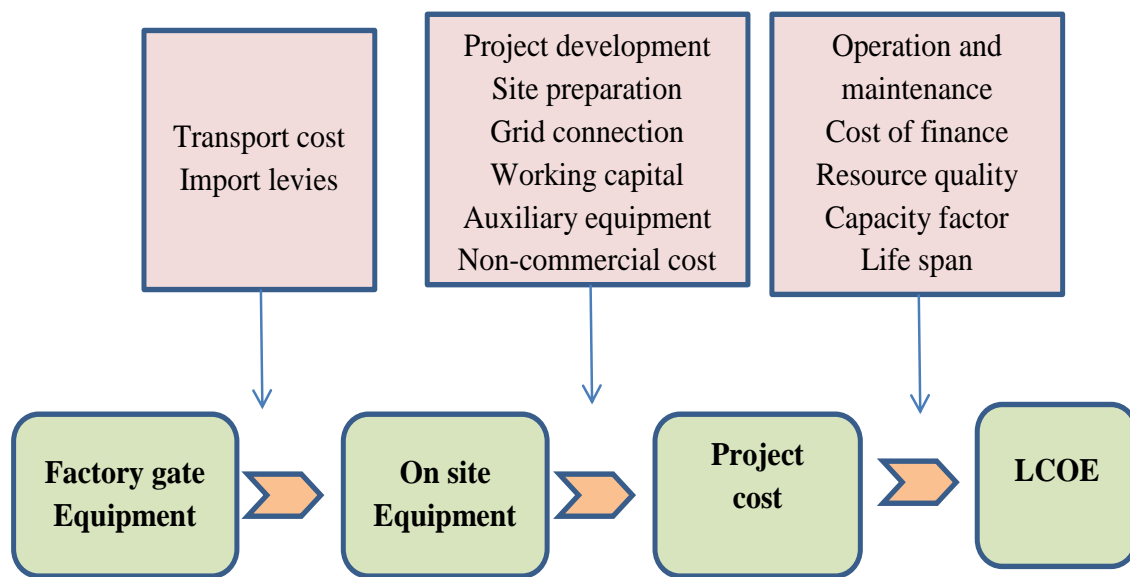 Transport cost
Import levies
Project development
Site preparation
Grid connection
Working capital
Auxiliary equipment
Non-commercial cost
Operation and
maintenance
Cost of finance
Resource quality
Capacity factor
Life span
Factory gate
Equipment
On site
Equipment
Project
cost
LCOE